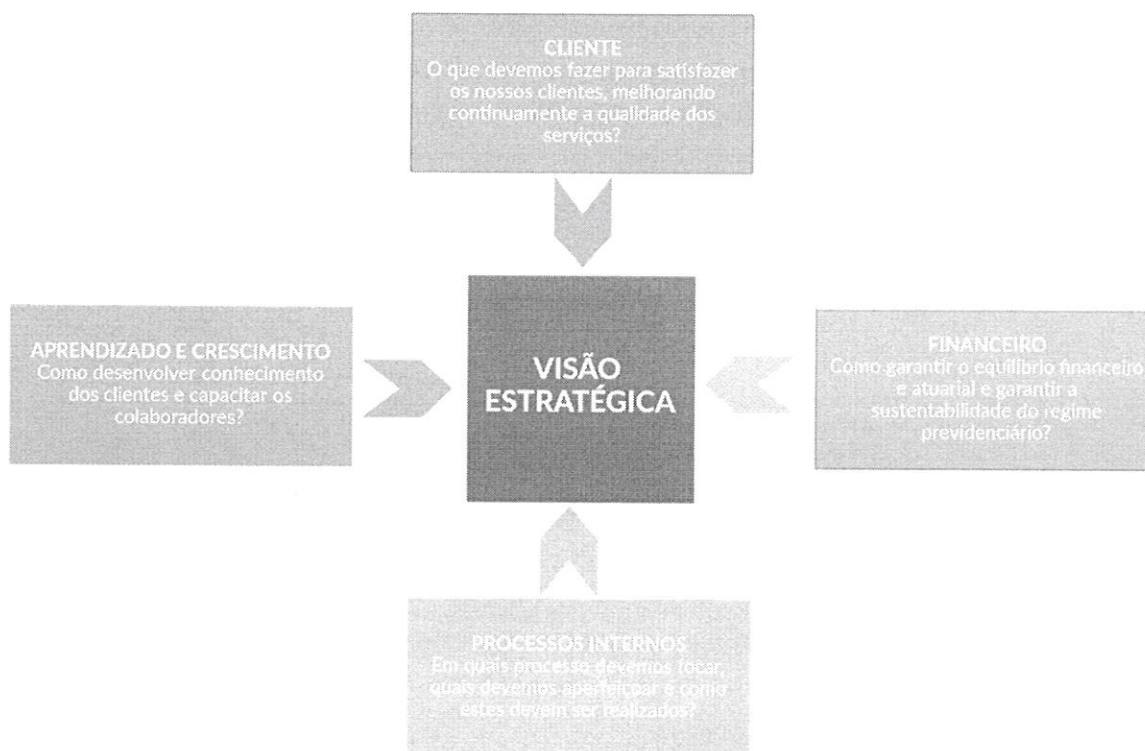 CLIENTE
O que devemos fazer para satisfazer
os nossos clientes, melhorando
continuamente a qualidade dos
serviços?
APRENDIZADO E CRESCIMENTO
Como desenvolver conhecimento
dos clientes e capacitar os
colaboradores?
VISÃO
ESTRATÉGICA
FINANCEIRO
Como garantir o equilíbrio financeiro
e atuarial e garantir a
sustentabilidade do regime
previdenciário?
PROCESSOS INTERNOS
Em quais processo devemos focar,
quais devemos aperfeiçoar e como
estes devem ser realizados?